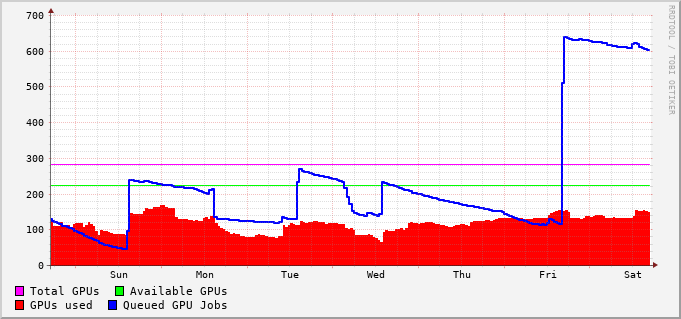 700
600
500
400
300
200
100
0
Sun Mon Tue Wed Thu Fri Sat
Total GPUs Available GPUs
GPUs used Queued GPU Jobs
RRDTOOL / TOBI OETIKER